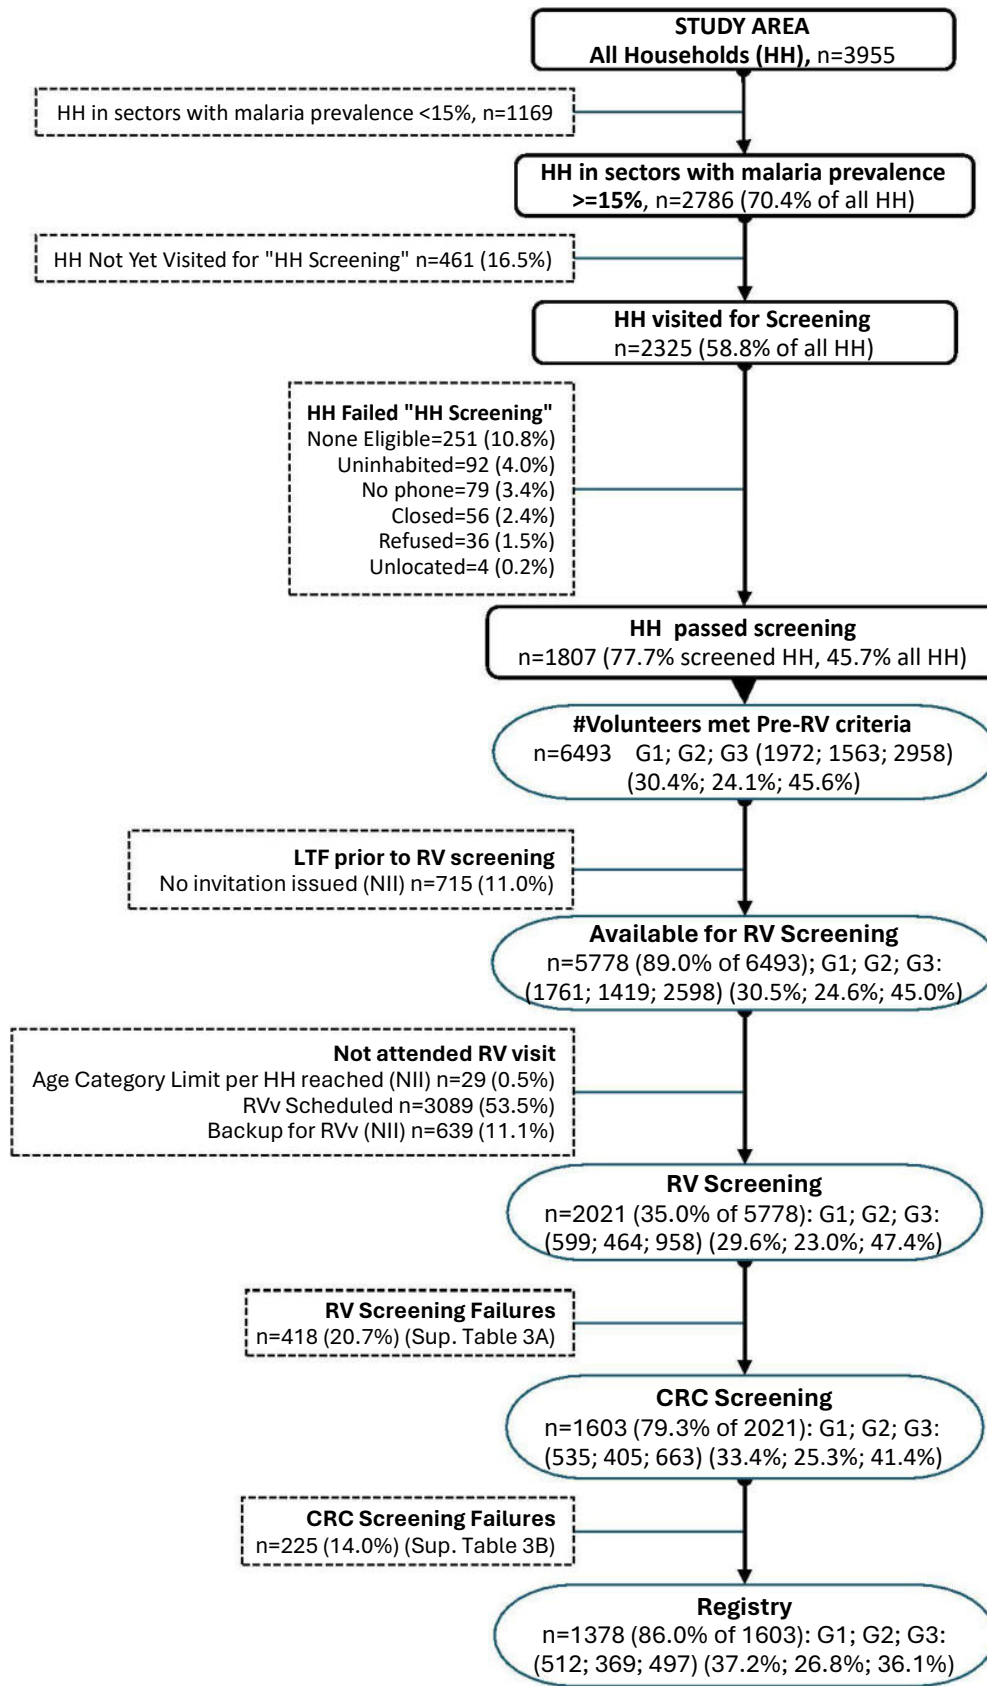 STUDY AREA
All Households (HH), n=3955
HH in sectors with malaria prevalence <15%, n=1169
HH in sectors with malaria prevalence
>=15%, n=2786 (70.4% of all HH)
HH Not Yet Visited for "HH Screening" n=461 (16.5%)
HH visited for Screening
n=2325 (58.8% of all HH)
HH Failed "HH Screening"
None Eligible=251 (10.8%)
Uninhabited=92 (4.0%)
No phone=79 (3.4%)
Closed=56 (2.4%)
Refused=36 (1.5%)
Unlocated=4 (0.2%)
HH passed screening
n=1807 (77.7% screened HH, 45.7% all HH)
#Volunteers met Pre-RV criteria
n=6493 G1; G2; G3 (1972; 1563; 2958)
(30.4%; 24.1%; 45.6%)
LTF prior to RV screening
No invitation issued (NII) n=715 (11.0%)
Available for RV Screening
n=5778 (89.0% of 6493); G1; G2; G3:
(1761; 1419; 2598) (30.5%; 24.6%; 45.0%)
Not attended RV visit
Age Category Limit per HH reached (NII) n=29 (0.5%)
RVv Scheduled n=3089 (53.5%)
Backup for RVv (NII) n=639 (11.1%)
RV Screening
n=2021 (35.0% of 5778): G1; G2; G3:
(599; 464; 958) (29.6%; 23.0%; 47.4%)
RV Screening Failures
n=418 (20.7%) (Sup. Table 3A)
CRC Screening
n=1603 (79.3% of 2021): G1; G2; G3:
(535; 405; 663) (33.4%; 25.3%; 41.4%)
CRC Screening Failures
n=225 (14.0%) (Sup. Table 3B)
Registry
n=1378 (86.0% of 1603): G1; G2; G3:
(512; 369; 497) (37.2%; 26.8%; 36.1%)